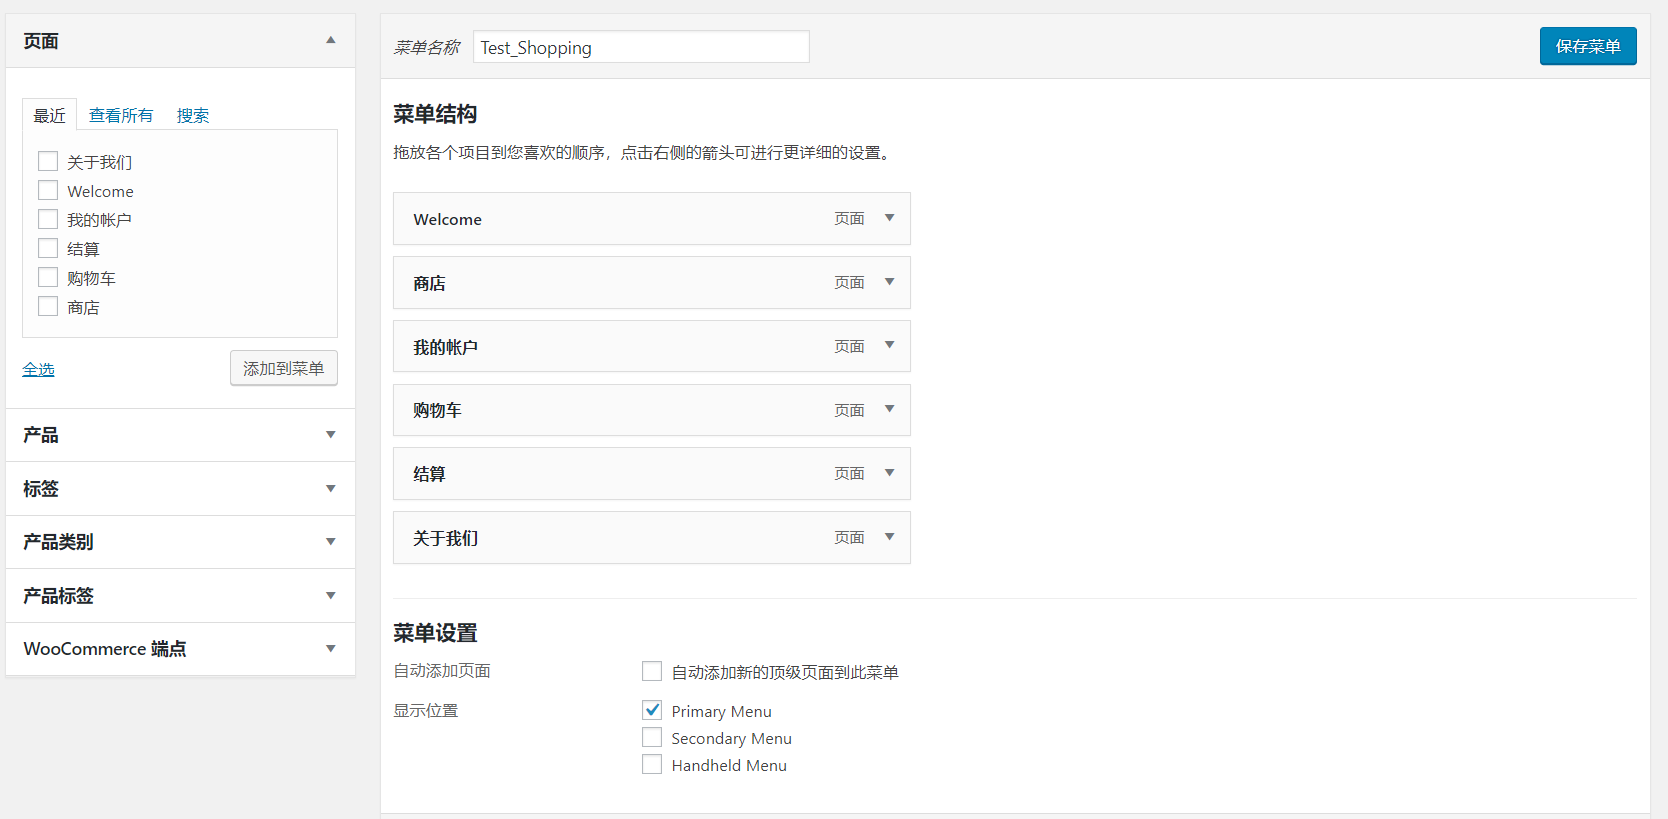 页面
最近 查看所有 搜索
关于我们
Welcome
我的帐户
结算
购物车
商店
全选 添加到菜单
产品
标签
产品类别
产品标签
WooCommerce 端点
菜单名称 Test_Shopping 保存菜单
菜单结构
拖放各个项目到您喜欢的顺序，点击右侧的箭头可进行更详细的设置。
Welcome 页面
商店 页面
我的帐户 页面
购物车 页面
结算 页面
关于我们 页面
菜单设置
自动添加页面 自动添加新的顶级页面到此菜单
显示位置 Primary Menu
Secondary Menu
Handheld Menu